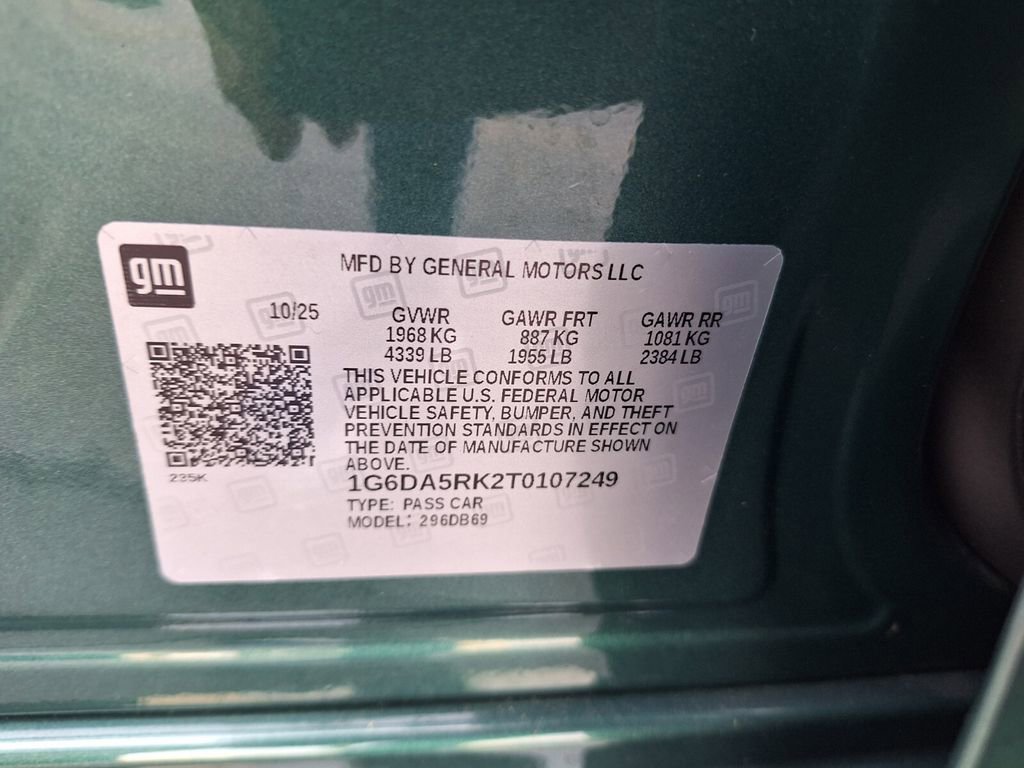 gm
MFD BY GENERAL MOTORS LLC
10/25
GVWR GAWR FRT GAWR RR
1968 KG 887 KG 1081 KG
4339 LB 1955 LB 2384 LB
THIS VEHICLE CONFORMS TO ALL
APPLICABLE U.S. FEDERAL MOTOR
VEHICLE SAFETY, BUMPER, AND THEFT
PREVENTION STANDARDS IN EFFECT ON
THE DATE OF MANUFACTURE SHOWN
ABOVE.
1G6DA5RK2T0107249
235K
TYPE: PASS CAR
MODEL: 296DB69